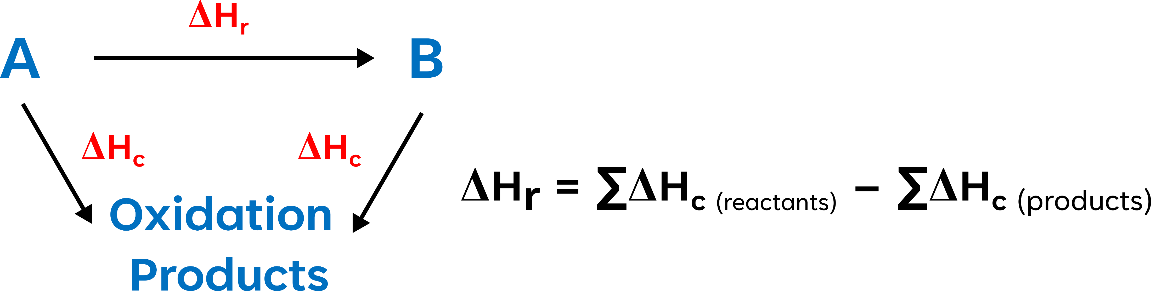 ΔHr
A
B
ΔHc
ΔHc
Oxidation
Products
ΔHr = ∑ΔHc (reactants) − ∑ΔHc (products)